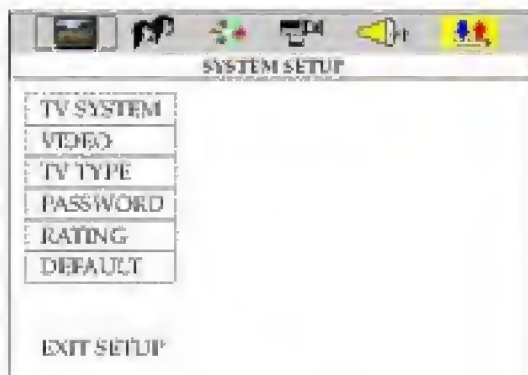 SYSTEM SETUP
TV SYSTEM
VIDEO
TV TYPE
PASSWORD
RATING
DEFAULT
EXIT SETUP